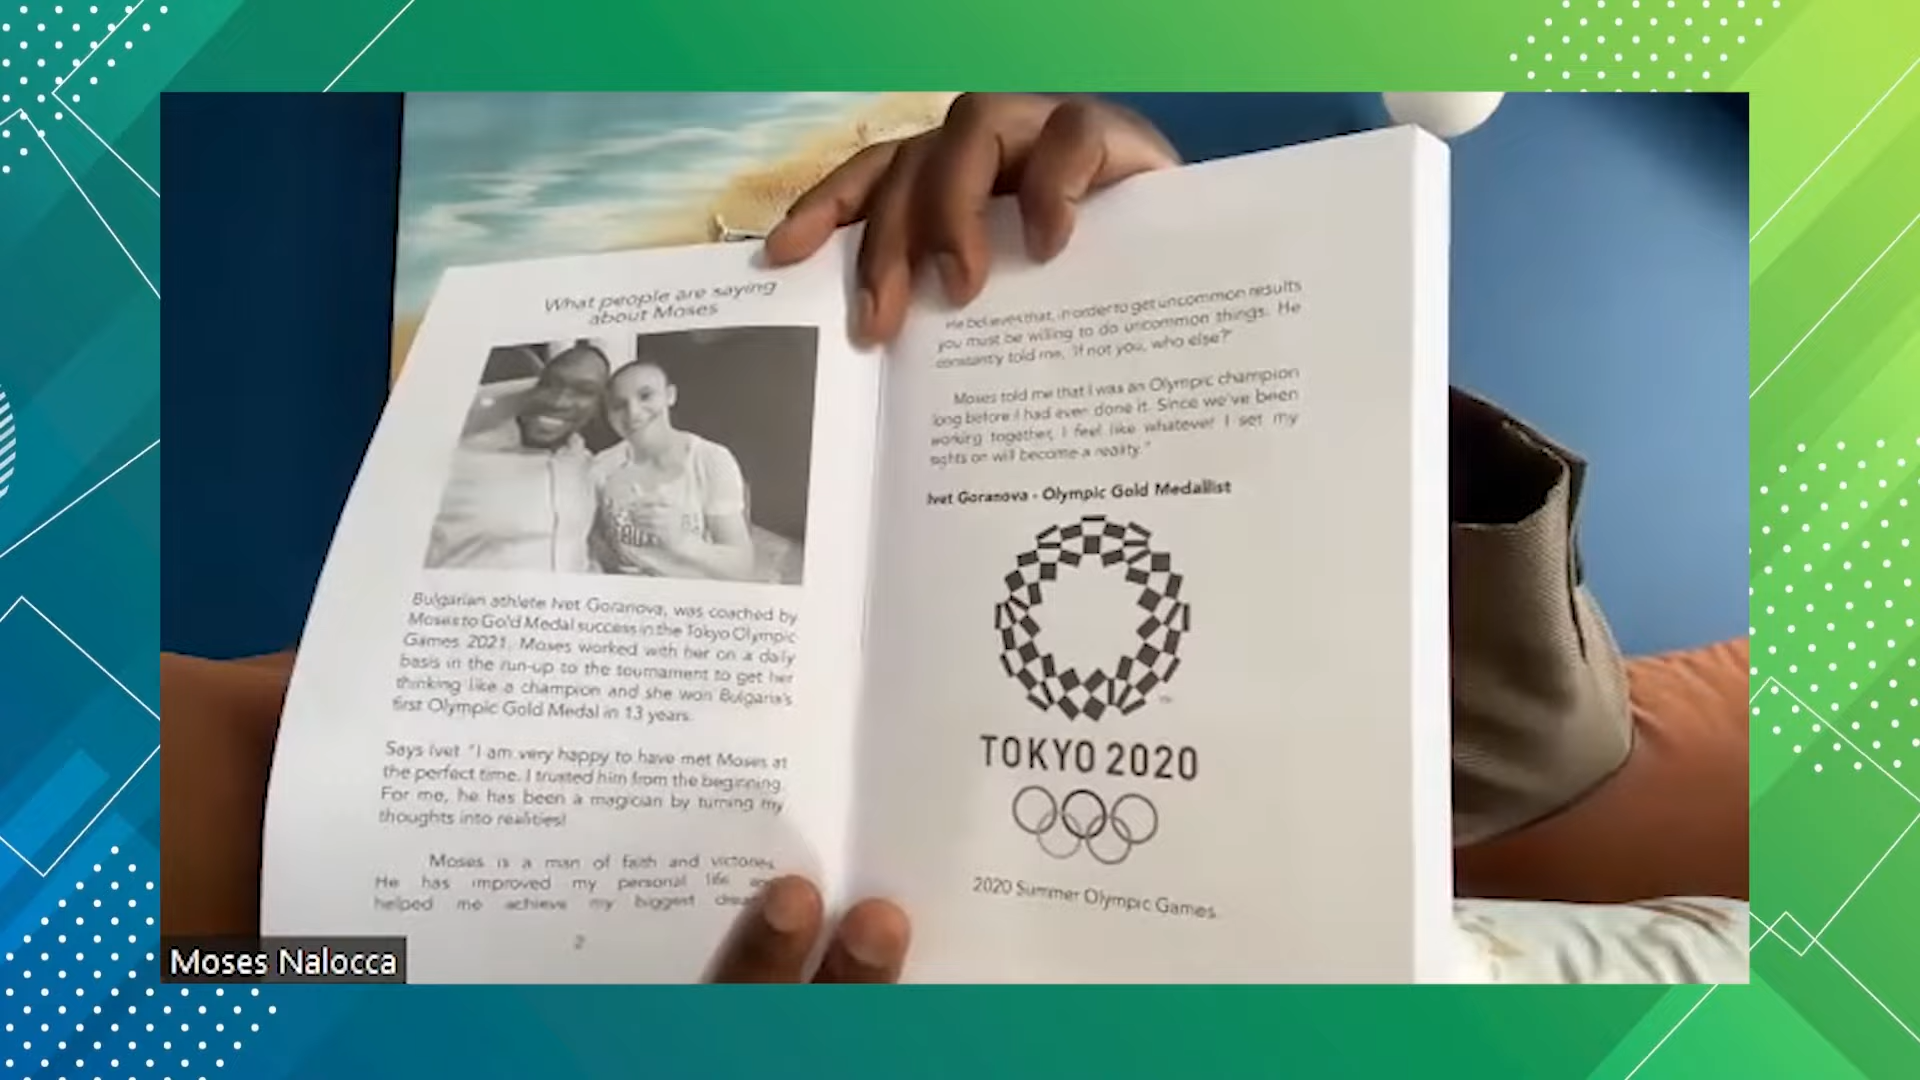 What people are saying
about Moses
Bulgarian athlete Ivet Goranova, was coached by
Moses to Gold Medal success in the Tokyo Olympic
Games 2021. Moses worked with her on a daily
basis in the run-up to the tournament to get her
thinking like a champion and she won Bulgaria's
first Olympic Gold Medal in 13 years.
Says Ivet "I am very happy to have met Moses at
the perfect time. I trusted him from the beginning.
For me, he has been a magician by turning my
thoughts into realities!
Moses is a man of faith and victories.
He has improved my personal life
helped me achieve my biggest
2
He believes that, in order to get uncommon results
you must be willing to do uncommon things. He
constantly told me, 'If not you, who else?'
Moses told me that I was an Olympic champion
long before I had ever done it. Since we've been
working together, I feel like whatever I set my
sights on will become a reality."
Ivet Goranova - Olympic Gold Medallist
TOKYO 2020
2020 Summer Olympic Games
Moses Nalocca